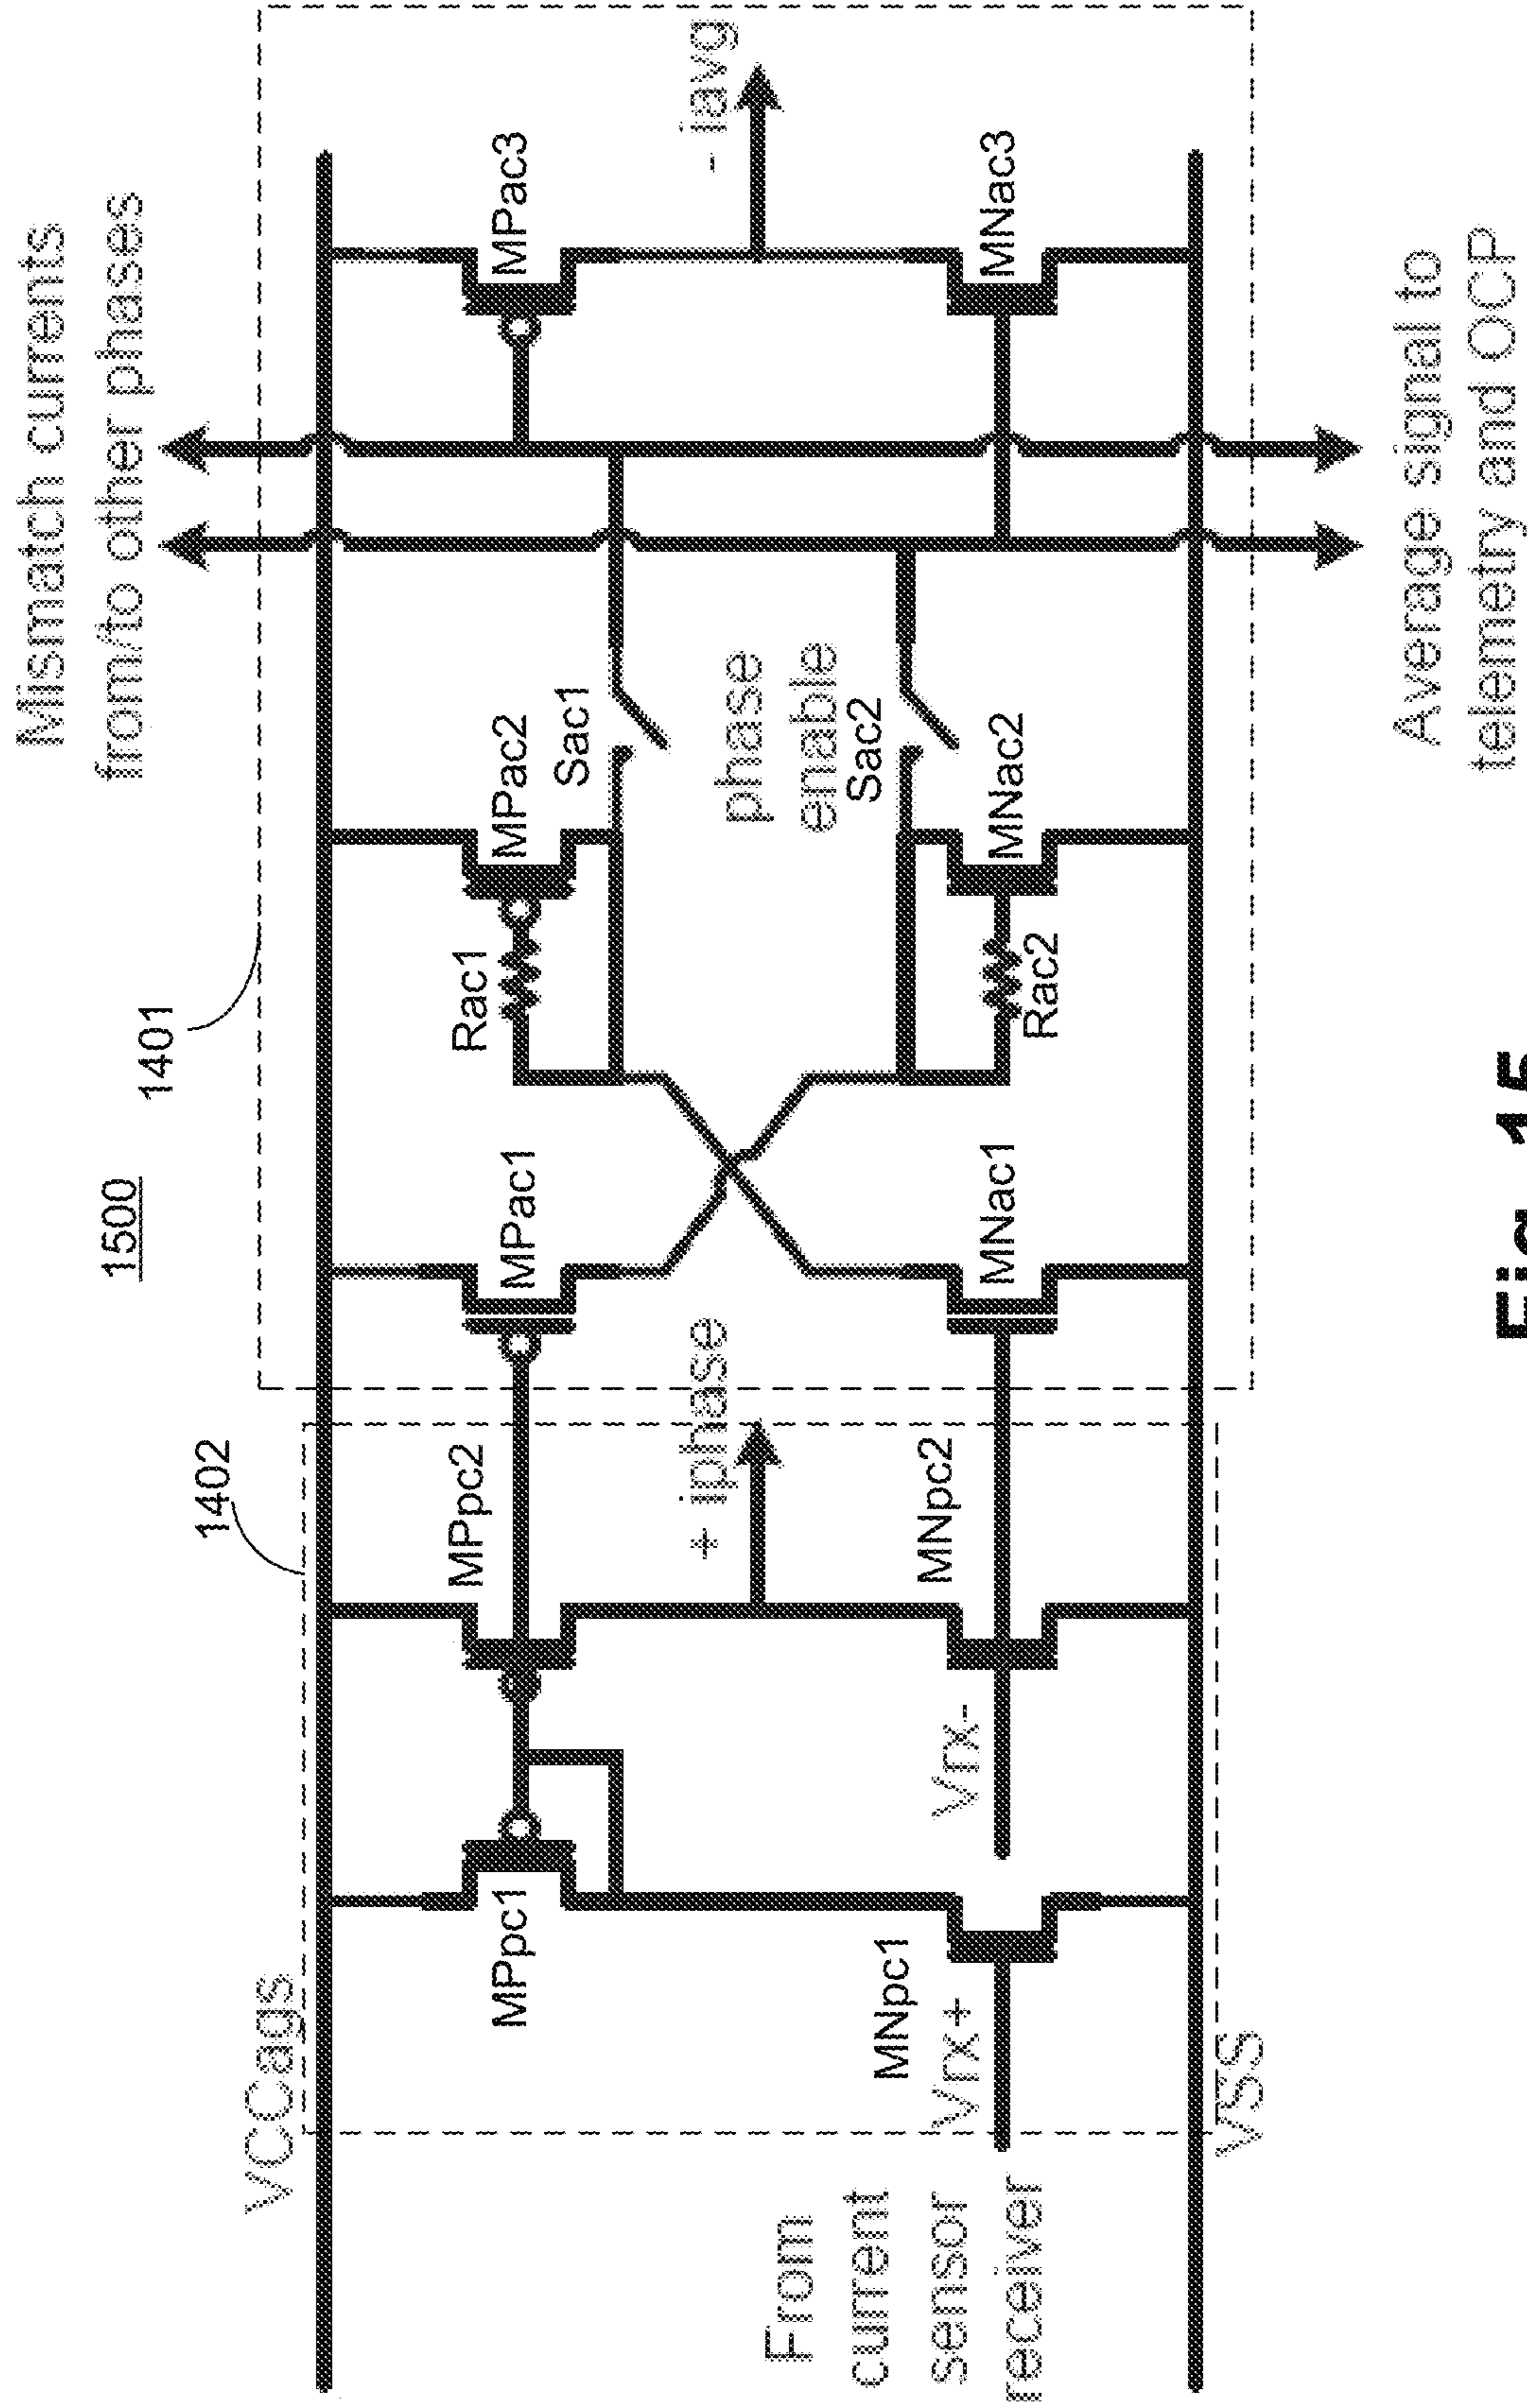 1500
1402
1401
Mismatch currents
from/to other phases
VCCags
MPpc1
MPpc2
MPac1
Rac1
MPac2
MPac3
Sac1
+ iphase
phase
enable
- iavg
From
current
sensor
receiver
MNpc1
Vrx+
Vrx-
MNpc2
MNac1
Sac2
Rac2
MNac2
MNac3
VSS
Average signal to
telemetry and OCP
Fig. 15